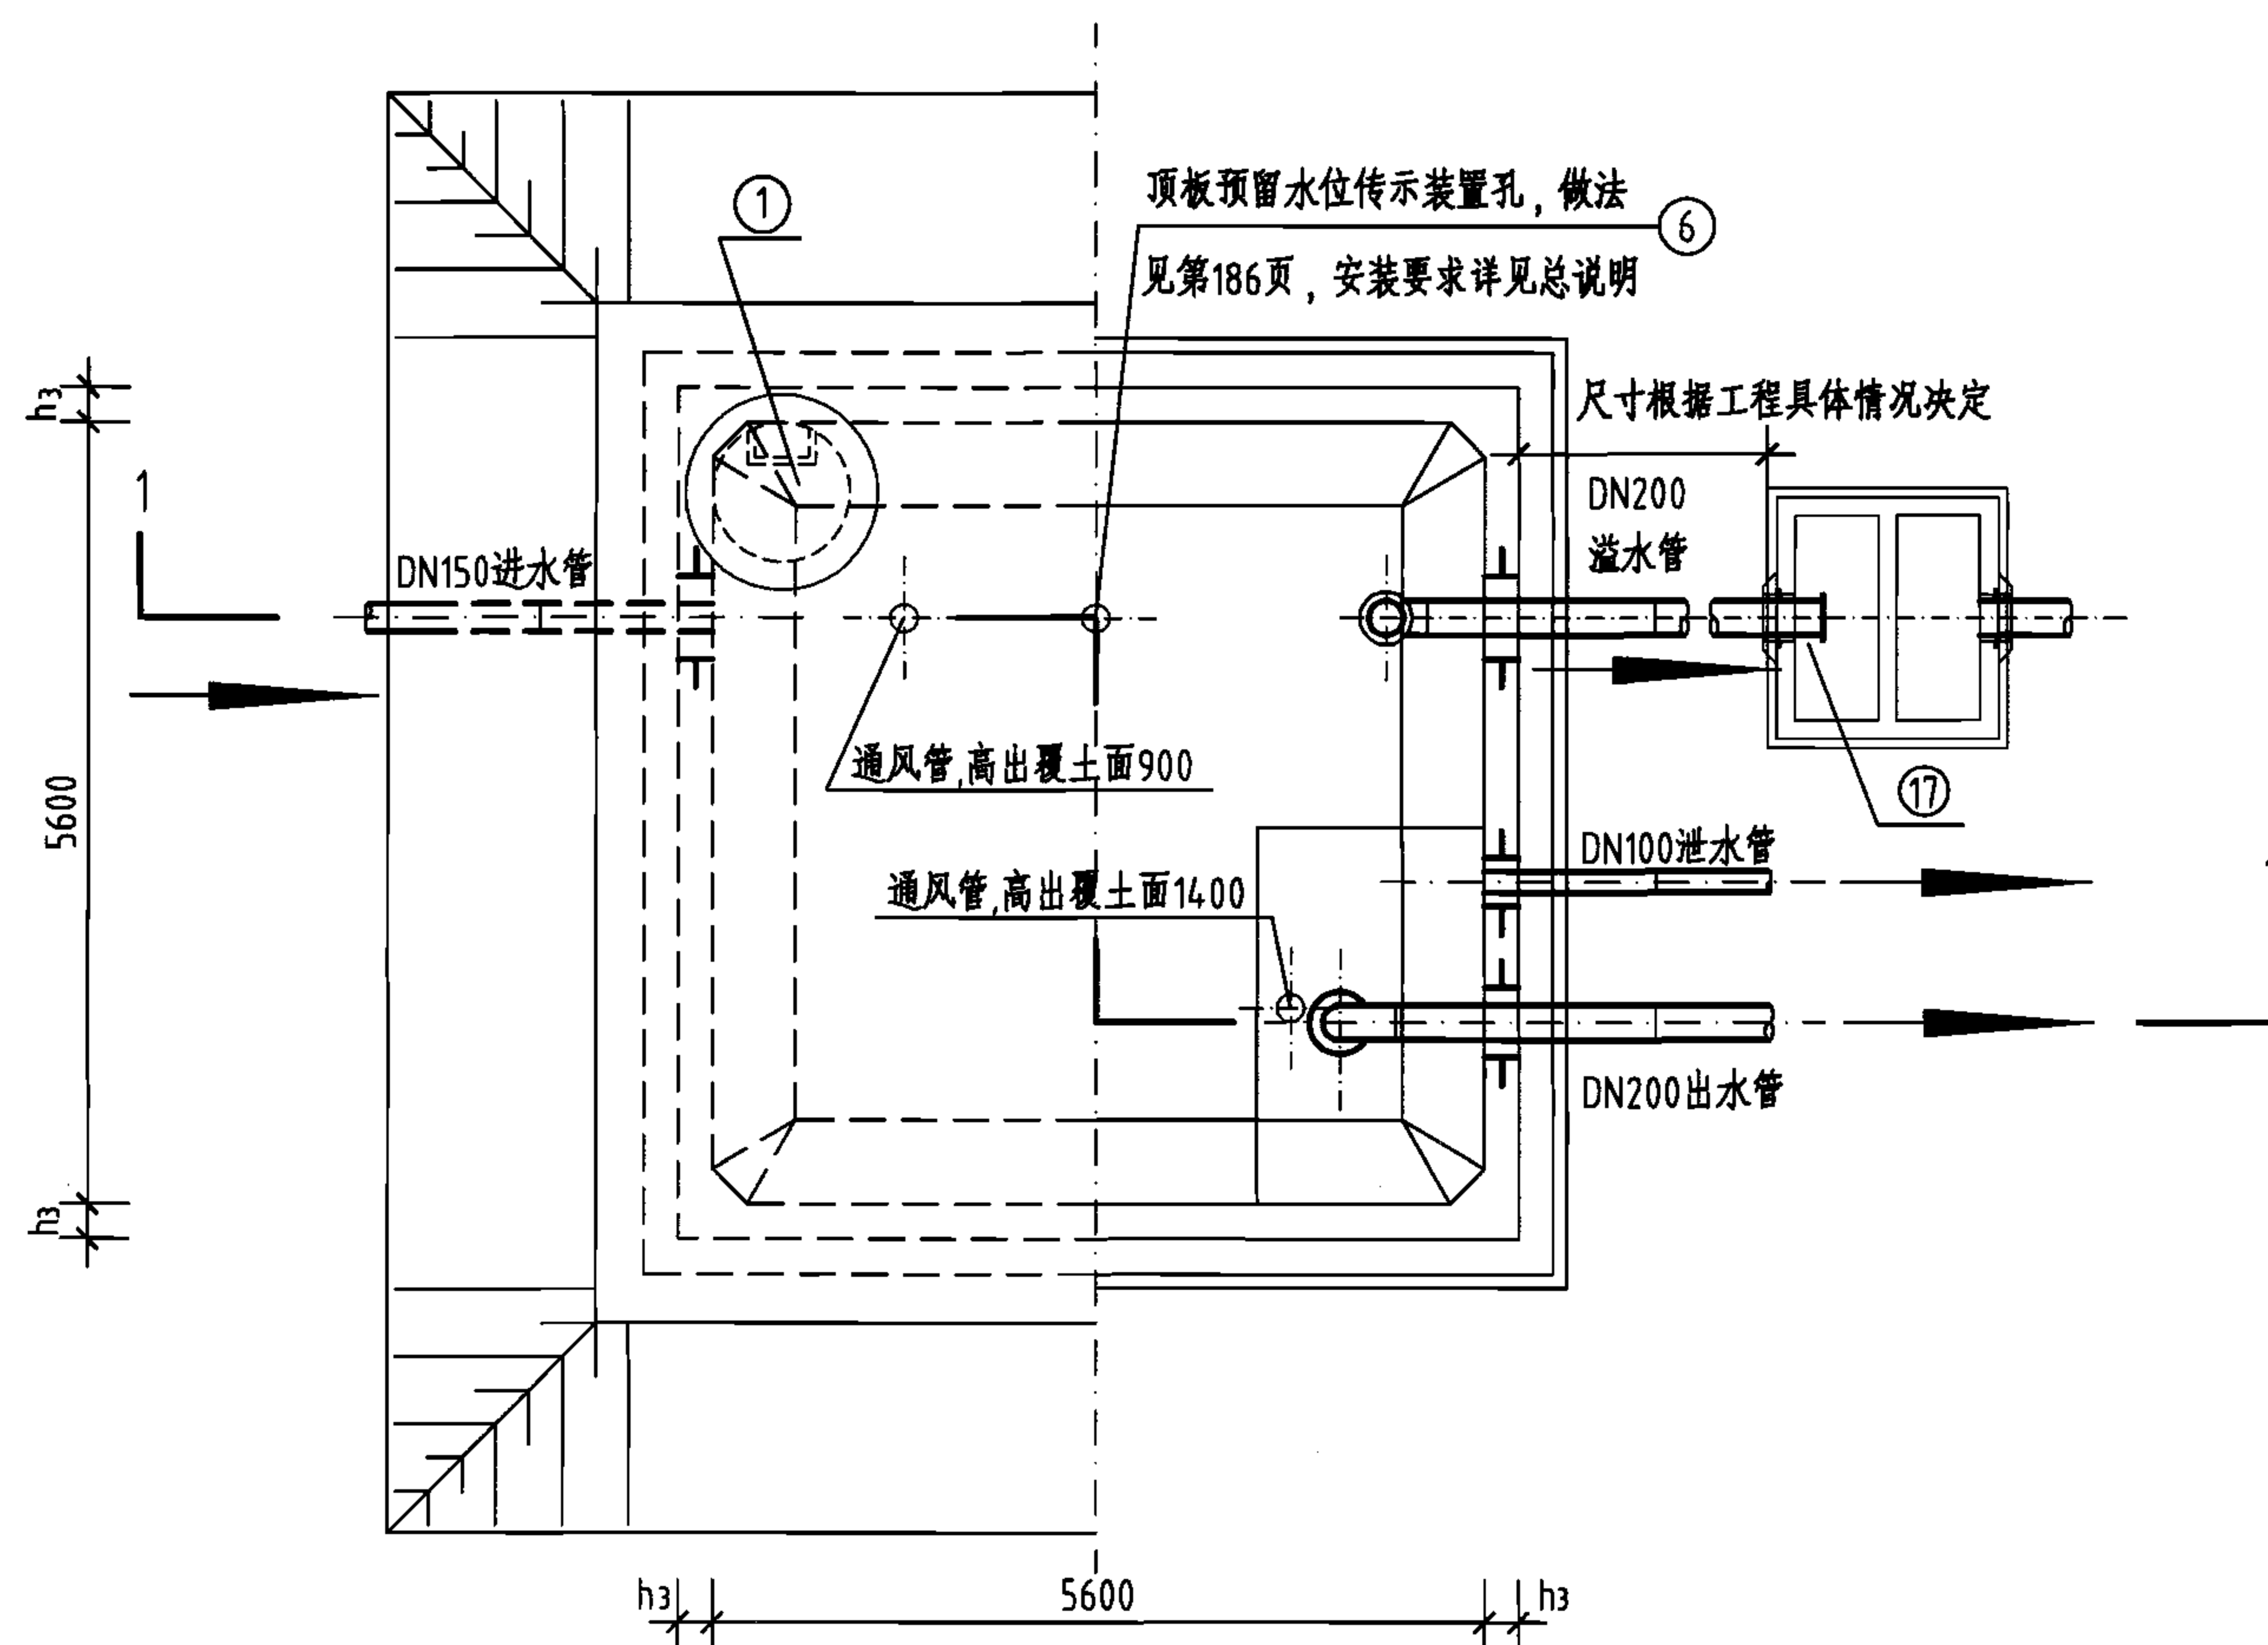 ①
顶板预留水位传示装置孔，做法
⑥
见第186页，安装要求详见总说明
h3
尺寸根据工程具体情况决定
1
DN200
溢水管
DN150进水管
通风管,高出覆土面900
⑰
5600
DN100泄水管
通风管,高出覆土面1400
DN200出水管
h3
h3
5600
h3